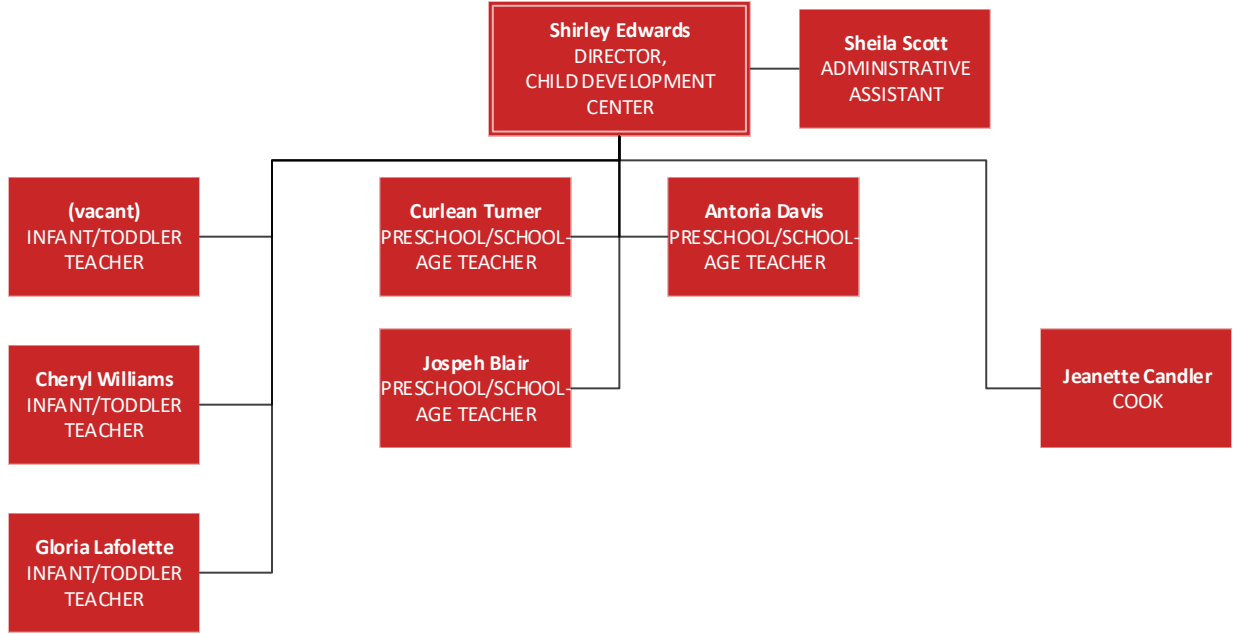 Shirley Edwards
DIRECTOR,
CHILD DEVELOPMENT
CENTER
Sheila Scott
ADMINISTRATIVE
ASSISTANT
(vacant)
INFANT/TODDLER
TEACHER
Curlean Turner
PRESCHOOL/SCHOOL-
AGE TEACHER
Antoria Davis
PRESCHOOL/SCHOOL-
AGE TEACHER
Cheryl Williams
INFANT/TODDLER
TEACHER
Jospeh Blair
PRESCHOOL/SCHOOL-
AGE TEACHER
Jeanette Candler
COOK
Gloria Lafolette
INFANT/TODDLER
TEACHER